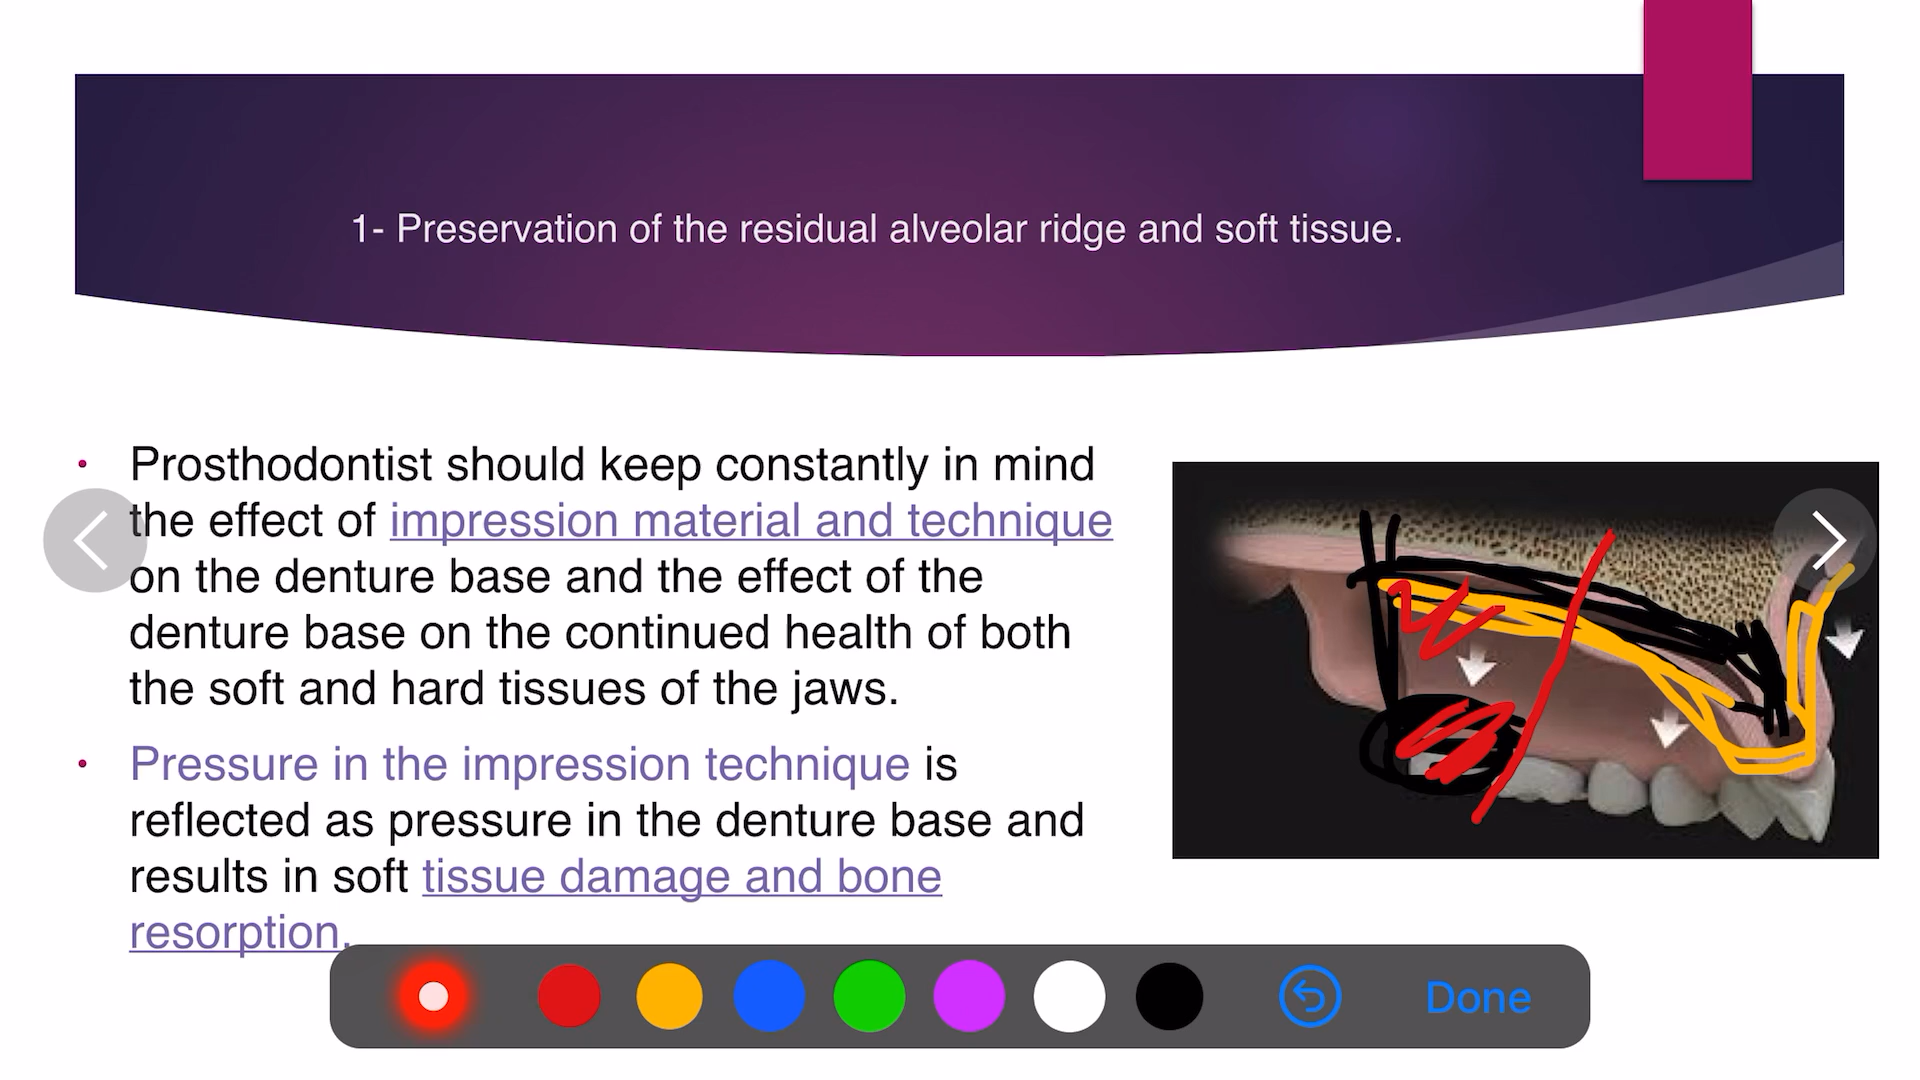 1- Preservation of the residual alveolar ridge and soft tissue.
• Prosthodontist should keep constantly in mind
the effect of impression material and technique
on the denture base and the effect of the
denture base on the continued health of both
the soft and hard tissues of the jaws.
• Pressure in the impression technique is
reflected as pressure in the denture base and
results in soft tissue damage and bone
resorption.
Done